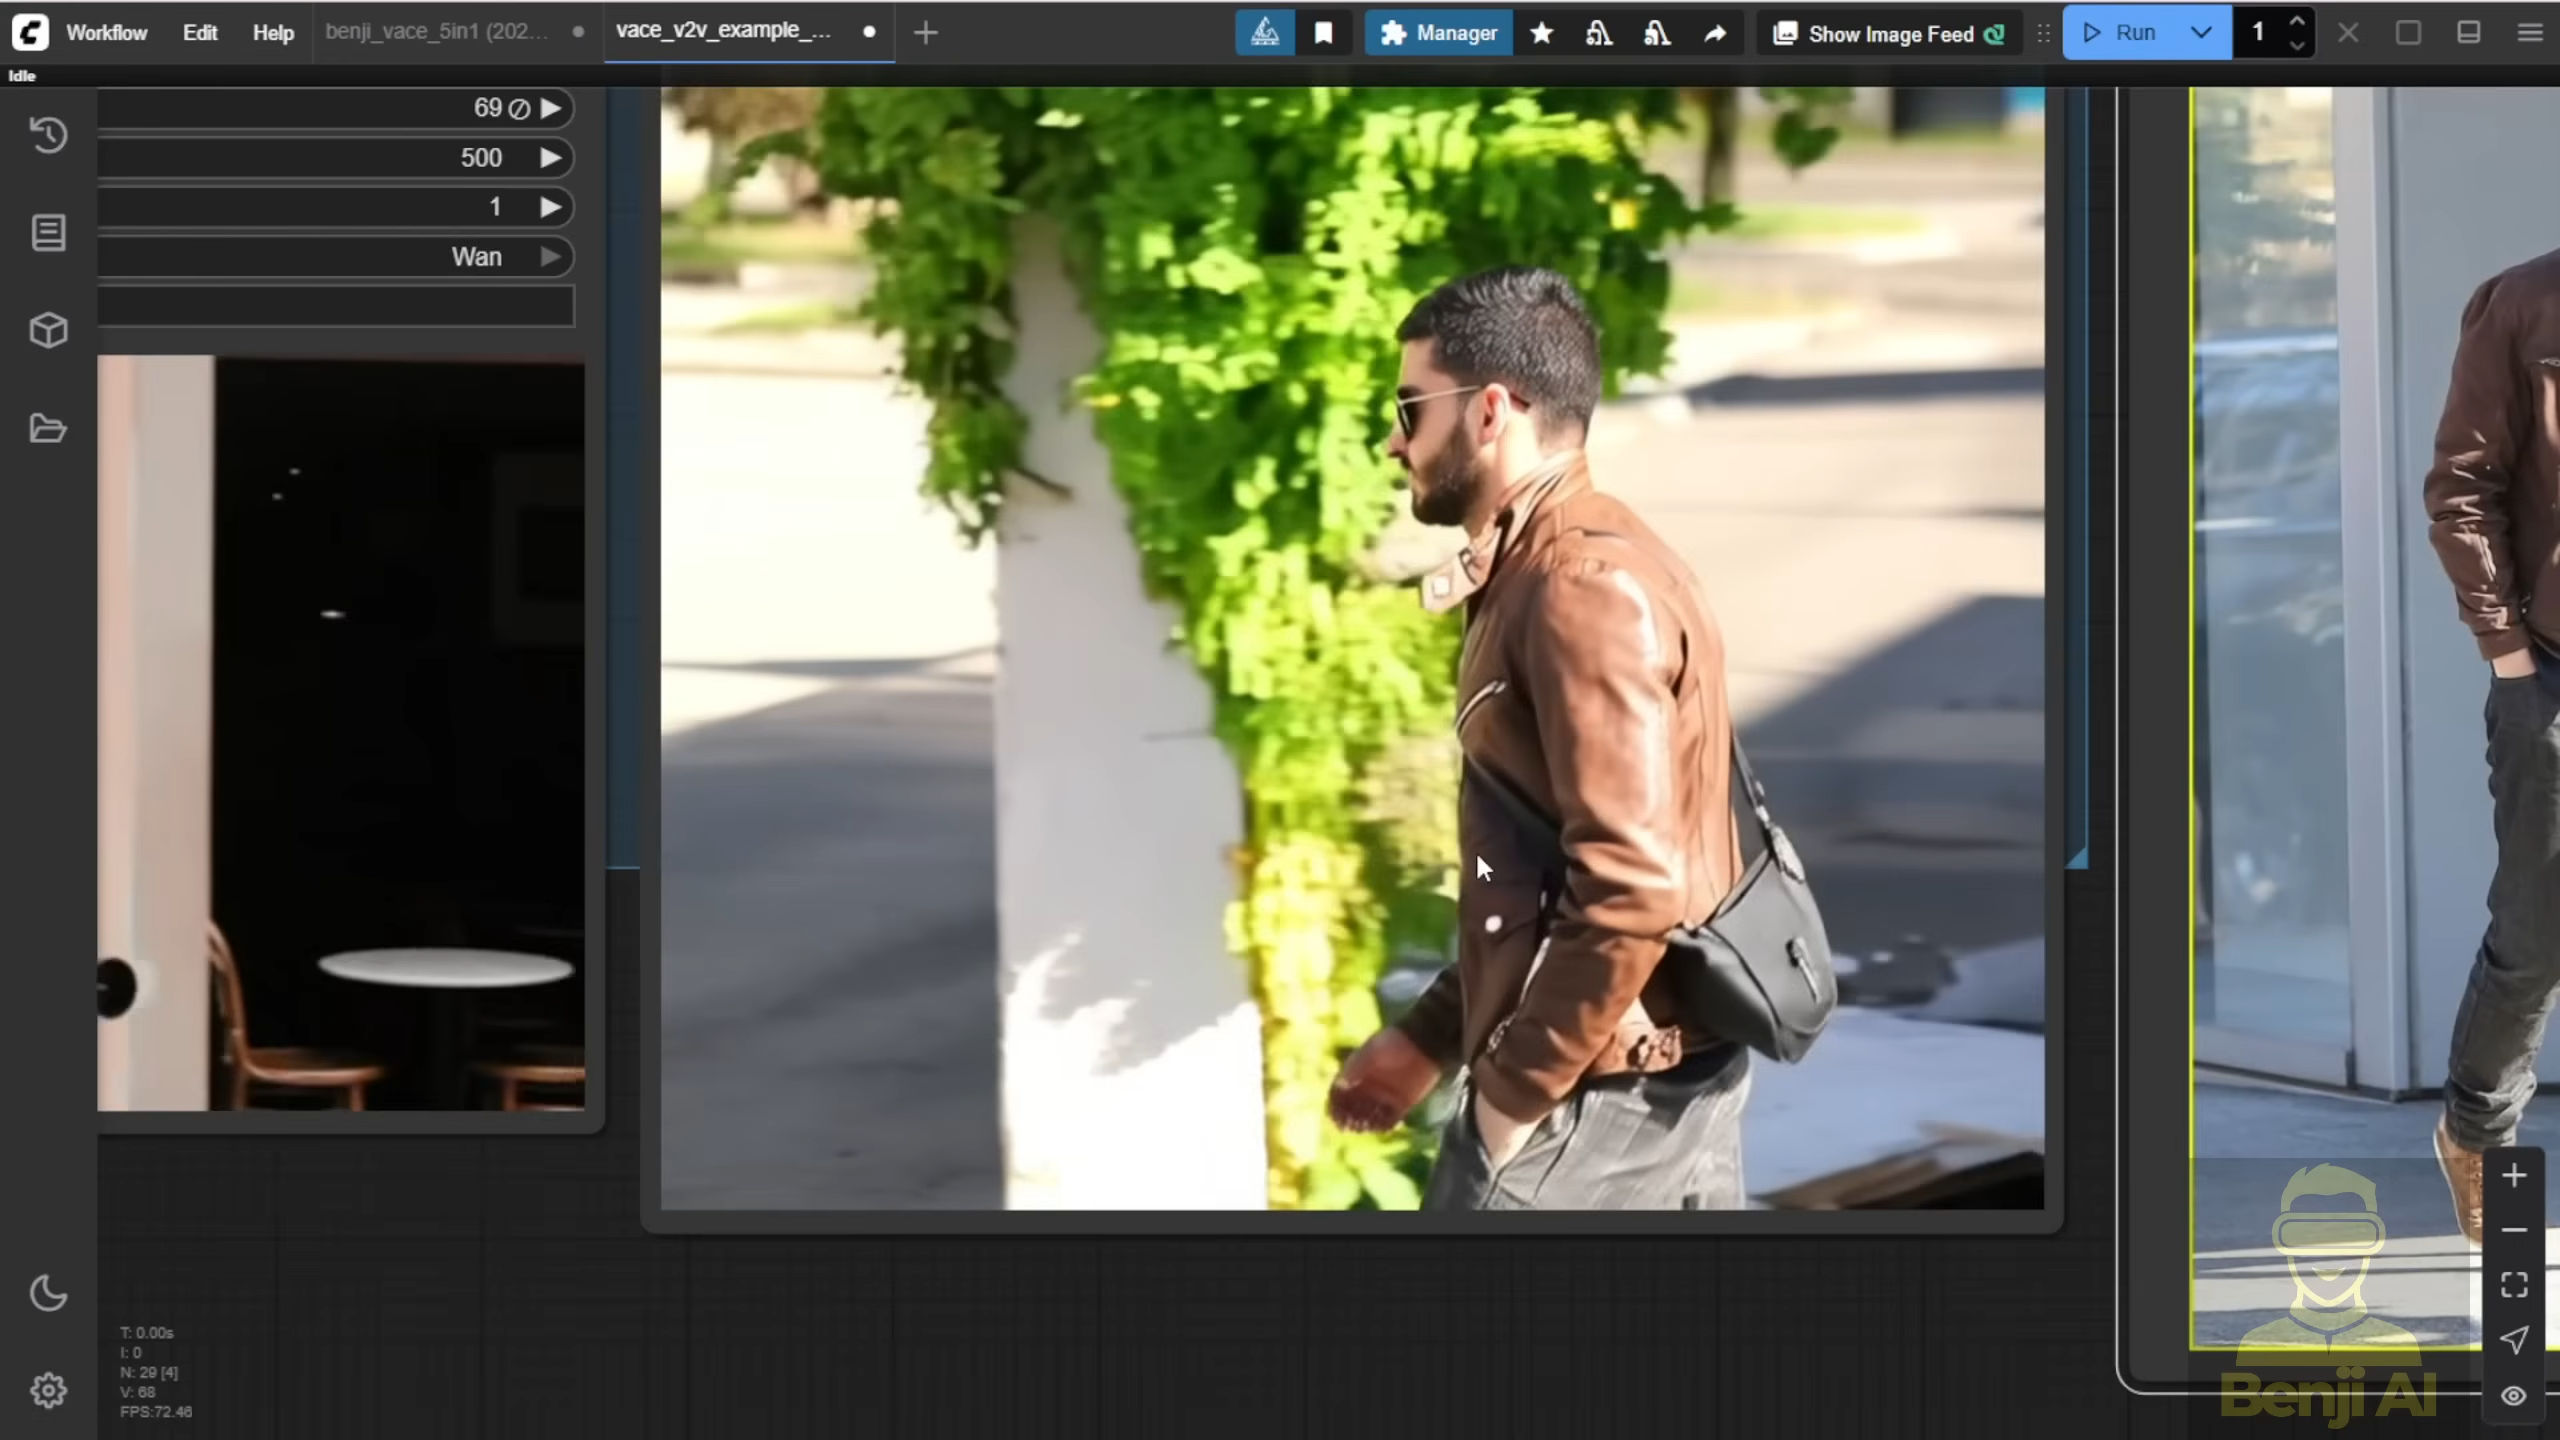 Workflow Edit Help benji_vace_5in1 (202... vace_v2v_example_... Manager Show Image Feed Run 1
Idle
69
500
1
Wan
T: 0.00s
I: 0
N: 29 [4]
V: 68
FPS:72.46
Benji AI